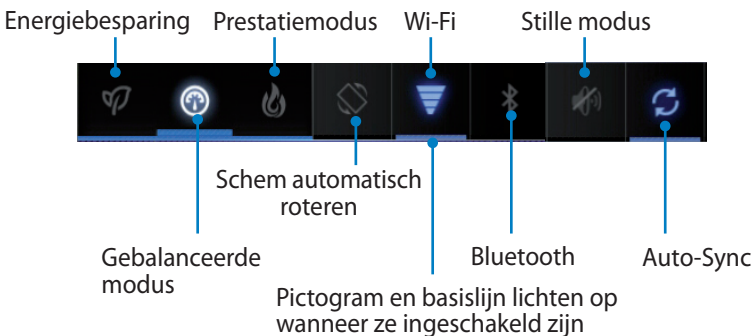 Energiebesparing
Prestatiemodus
Wi-Fi
Stille modus
Schem automatisch
roteren
Gebalanceerde
modus
Bluetooth
Auto-Sync
Pictogram en basislijn lichten op
wanneer ze ingeschakeld zijn